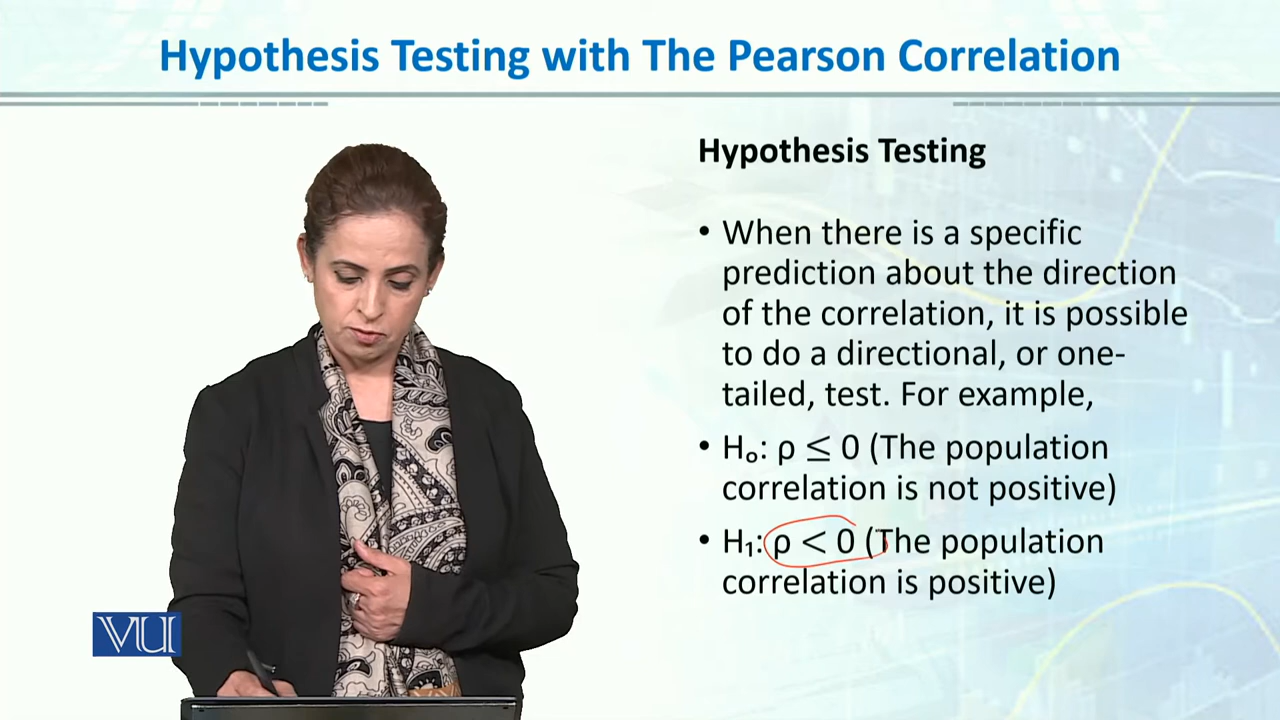 Hypothesis Testing with The Pearson Correlation
Hypothesis Testing
• When there is a specific
prediction about the direction
of the correlation, it is possible
to do a directional, or one-
tailed, test. For example,
• Hₒ: ρ ≤ 0 (The population
correlation is not positive)
• H₁: ρ < 0 (The population
correlation is positive)
VU